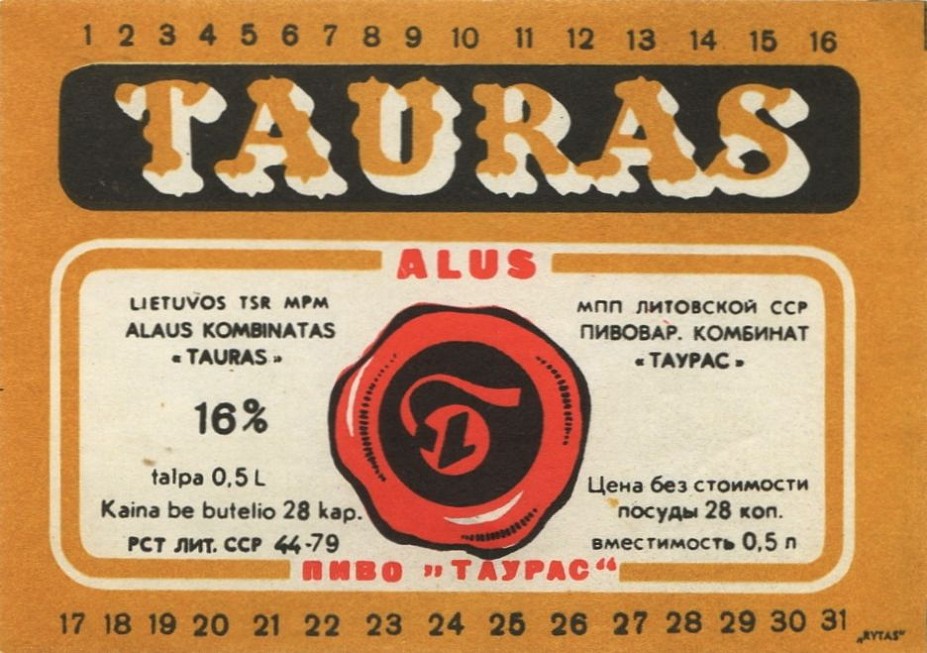 1 2 3 4 5 6 7 8 9 10 11 12 13 14 15 16
TAURAS
ALUS
LIETUVOS TSR MPM
ALAUS KOMBINATAS
«TAURAS»
16%
talpa 0,5 L
Kaina be butelio 28 kap.
РСТ ЛИТ. ССР 44-79
МПП ЛИТОВСКОЙ ССР
ПИВОВАР. КОМБИНАТ
«ТАУРАС»
Цена без стоимости
посуды 28 коп.
вместимость 0,5 л
ПИВО „ТАУРАС“
17 18 19 20 21 22 23 24 25 26 27 28 29 30 31
„RYTAS“